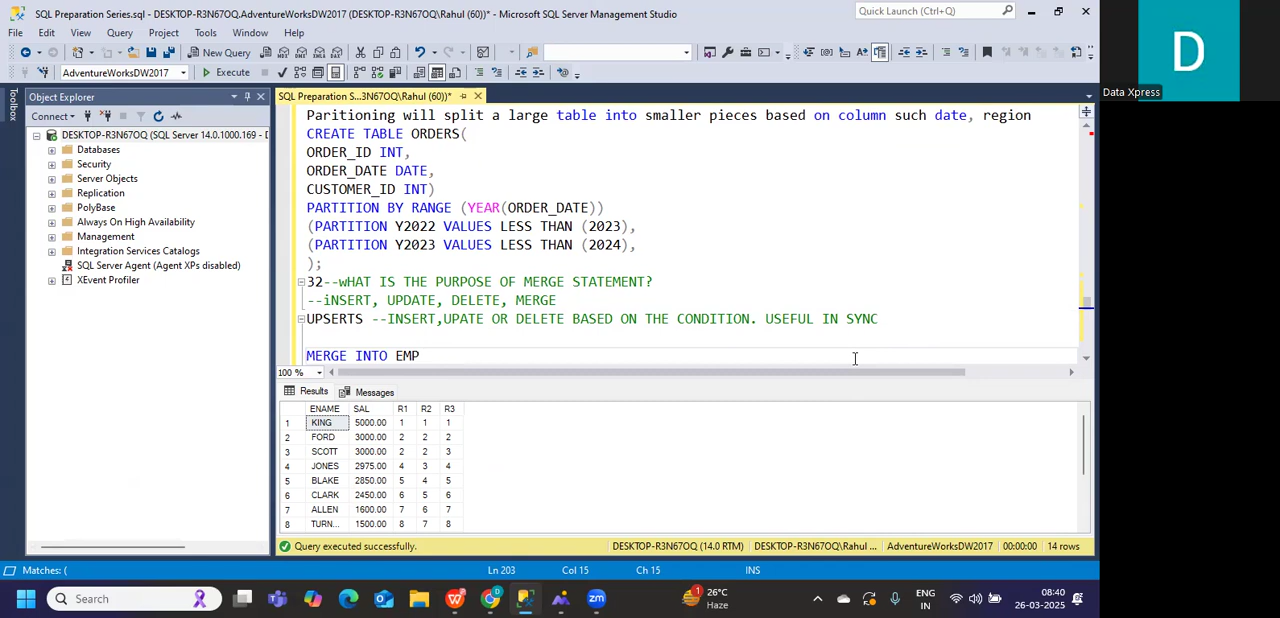 SQL Preparation Series.sql - DESKTOP-R3N67OQ.AdventureWorksDW2017 (DESKTOP-R3N67OQ\Rahul (60))* - Microsoft SQL Server Management Studio
Quick Launch (Ctrl+Q)
File Edit View Query Project Tools Window Help
New Query
AdventureWorksDW2017 Execute
Toolbox
Object Explorer
Connect
DESKTOP-R3N67OQ (SQL Server 14.0.1000.169 -
Databases
Security
Server Objects
Replication
PolyBase
Always On High Availability
Management
Integration Services Catalogs
SQL Server Agent (Agent XPs disabled)
XEvent Profiler
SQL Preparation S...3N67OQ\Rahul (60))*
Paritioning will split a large table into smaller pieces based on column such date, region
CREATE TABLE ORDERS(
ORDER_ID INT,
ORDER_DATE DATE,
CUSTOMER_ID INT)
PARTITION BY RANGE (YEAR(ORDER_DATE))
(PARTITION Y2022 VALUES LESS THAN (2023),
(PARTITION Y2023 VALUES LESS THAN (2024),
);
32--wHAT IS THE PURPOSE OF MERGE STATEMENT?
--iNSERT, UPDATE, DELETE, MERGE
UPSERTS --INSERT,UPATE OR DELETE BASED ON THE CONDITION. USEFUL IN SYNC
MERGE INTO EMP
100 %
Results Messages
ENAME SAL R1 R2 R3
1 KING 5000.00 1 1 1
2 FORD 3000.00 2 2 2
3 SCOTT 3000.00 2 2 3
4 JONES 2975.00 4 3 4
5 BLAKE 2850.00 5 4 5
6 CLARK 2450.00 6 5 6
7 ALLEN 1600.00 7 6 7
8 TURN... 1500.00 8 7 8
Query executed successfully. DESKTOP-R3N67OQ (14.0 RTM) DESKTOP-R3N67OQ\Rahul ... AdventureWorksDW2017 00:00:00 14 rows
Matches: ( Ln 203 Col 15 Ch 15 INS
Search
26°C
Haze
ENG
IN
08:40
26-03-2025
D
Data Xpress